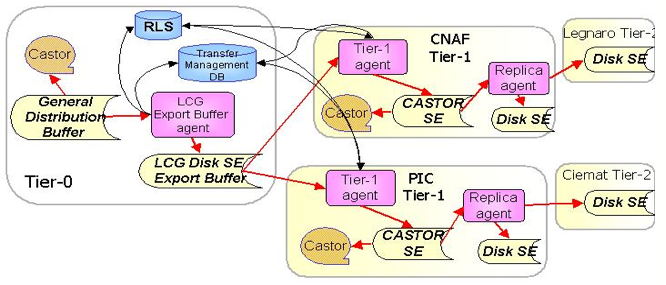 RLS
Transfer
Management
DB
Castor
General
Distribution
Buffer
LCG
Export Buffer
agent
LCG Disk SE
Export Buffer
Tier-0
CNAF
Tier-1
Tier-1
agent
Replica
agent
Castor
CASTOR
SE
Disk SE
Legnaro Tier-2
Disk SE
PIC
Tier-1
Tier-1
agent
Replica
agent
Castor
CASTOR
SE
Disk SE
Ciemat Tier-2
Disk SE